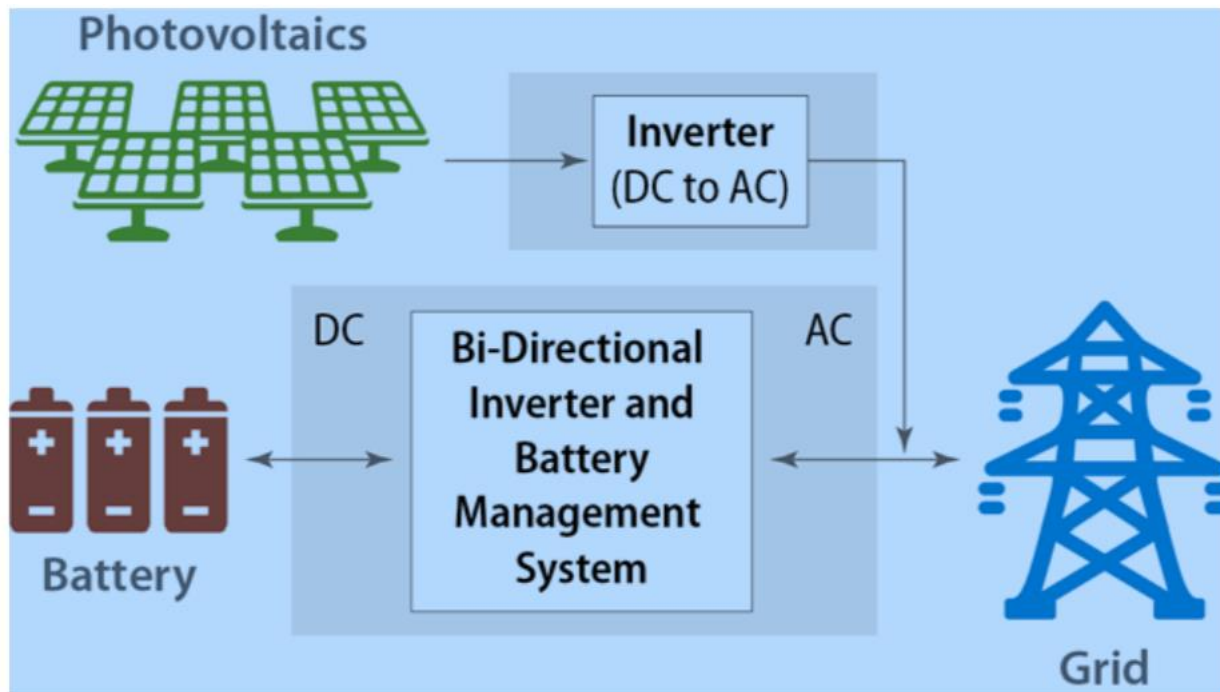 Photovoltaics
Inverter
(DC to AC)
DC
AC
Bi-Directional
Inverter and
Battery
Management
System
Battery
Grid